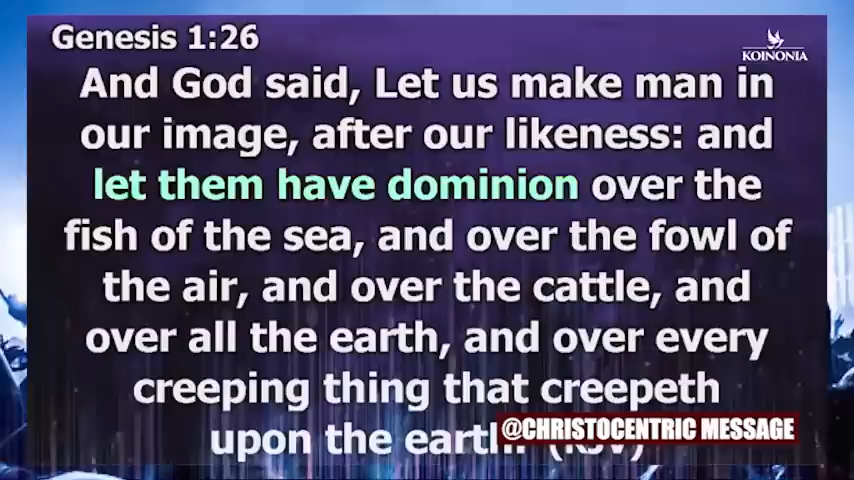 Genesis 1:26
KOINONIA
And God said, Let us make man in
our image, after our likeness: and
let them have dominion over the
fish of the sea, and over the fowl of
the air, and over the cattle, and
over all the earth, and over every
creeping thing that creepeth
upon the
@CHRISTOCENTRIC MESSAGE